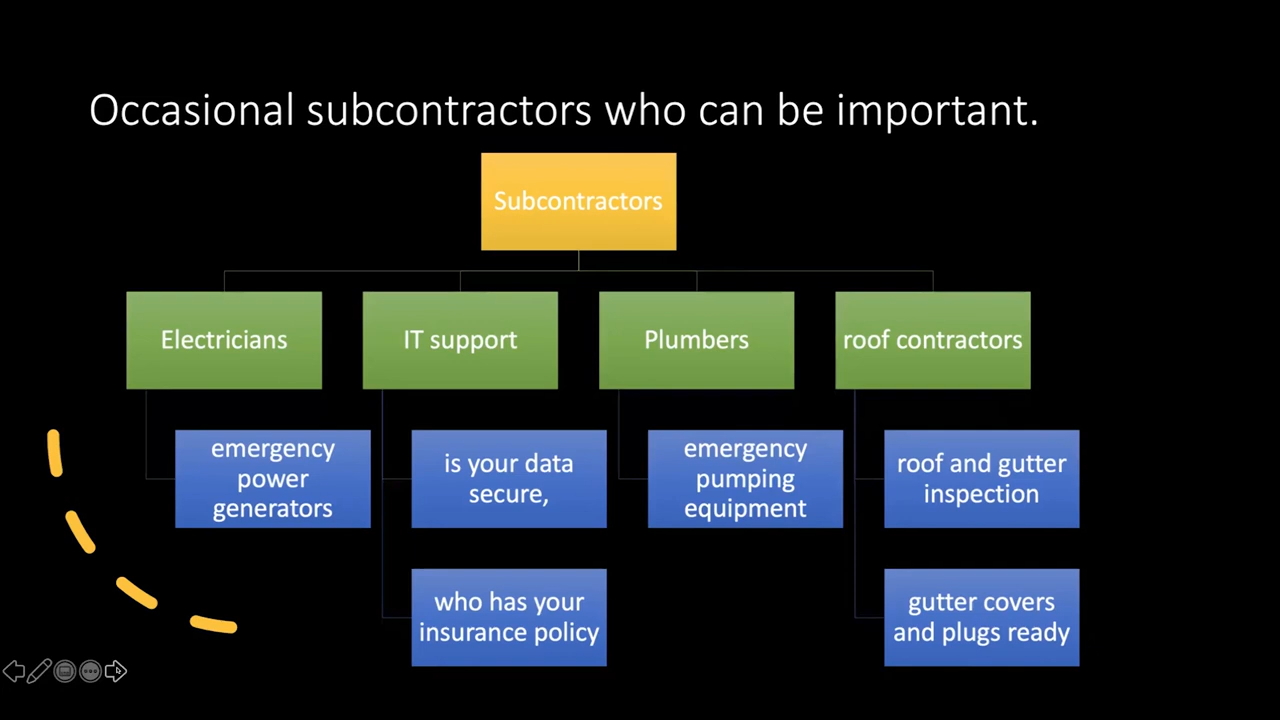 Occasional subcontractors who can be important.
Subcontractors
Electricians
IT support
Plumbers
roof contractors
emergency
power
generators
is your data
secure,
emergency
pumping
equipment
roof and gutter
inspection
who has your
insurance policy
gutter covers
and plugs ready